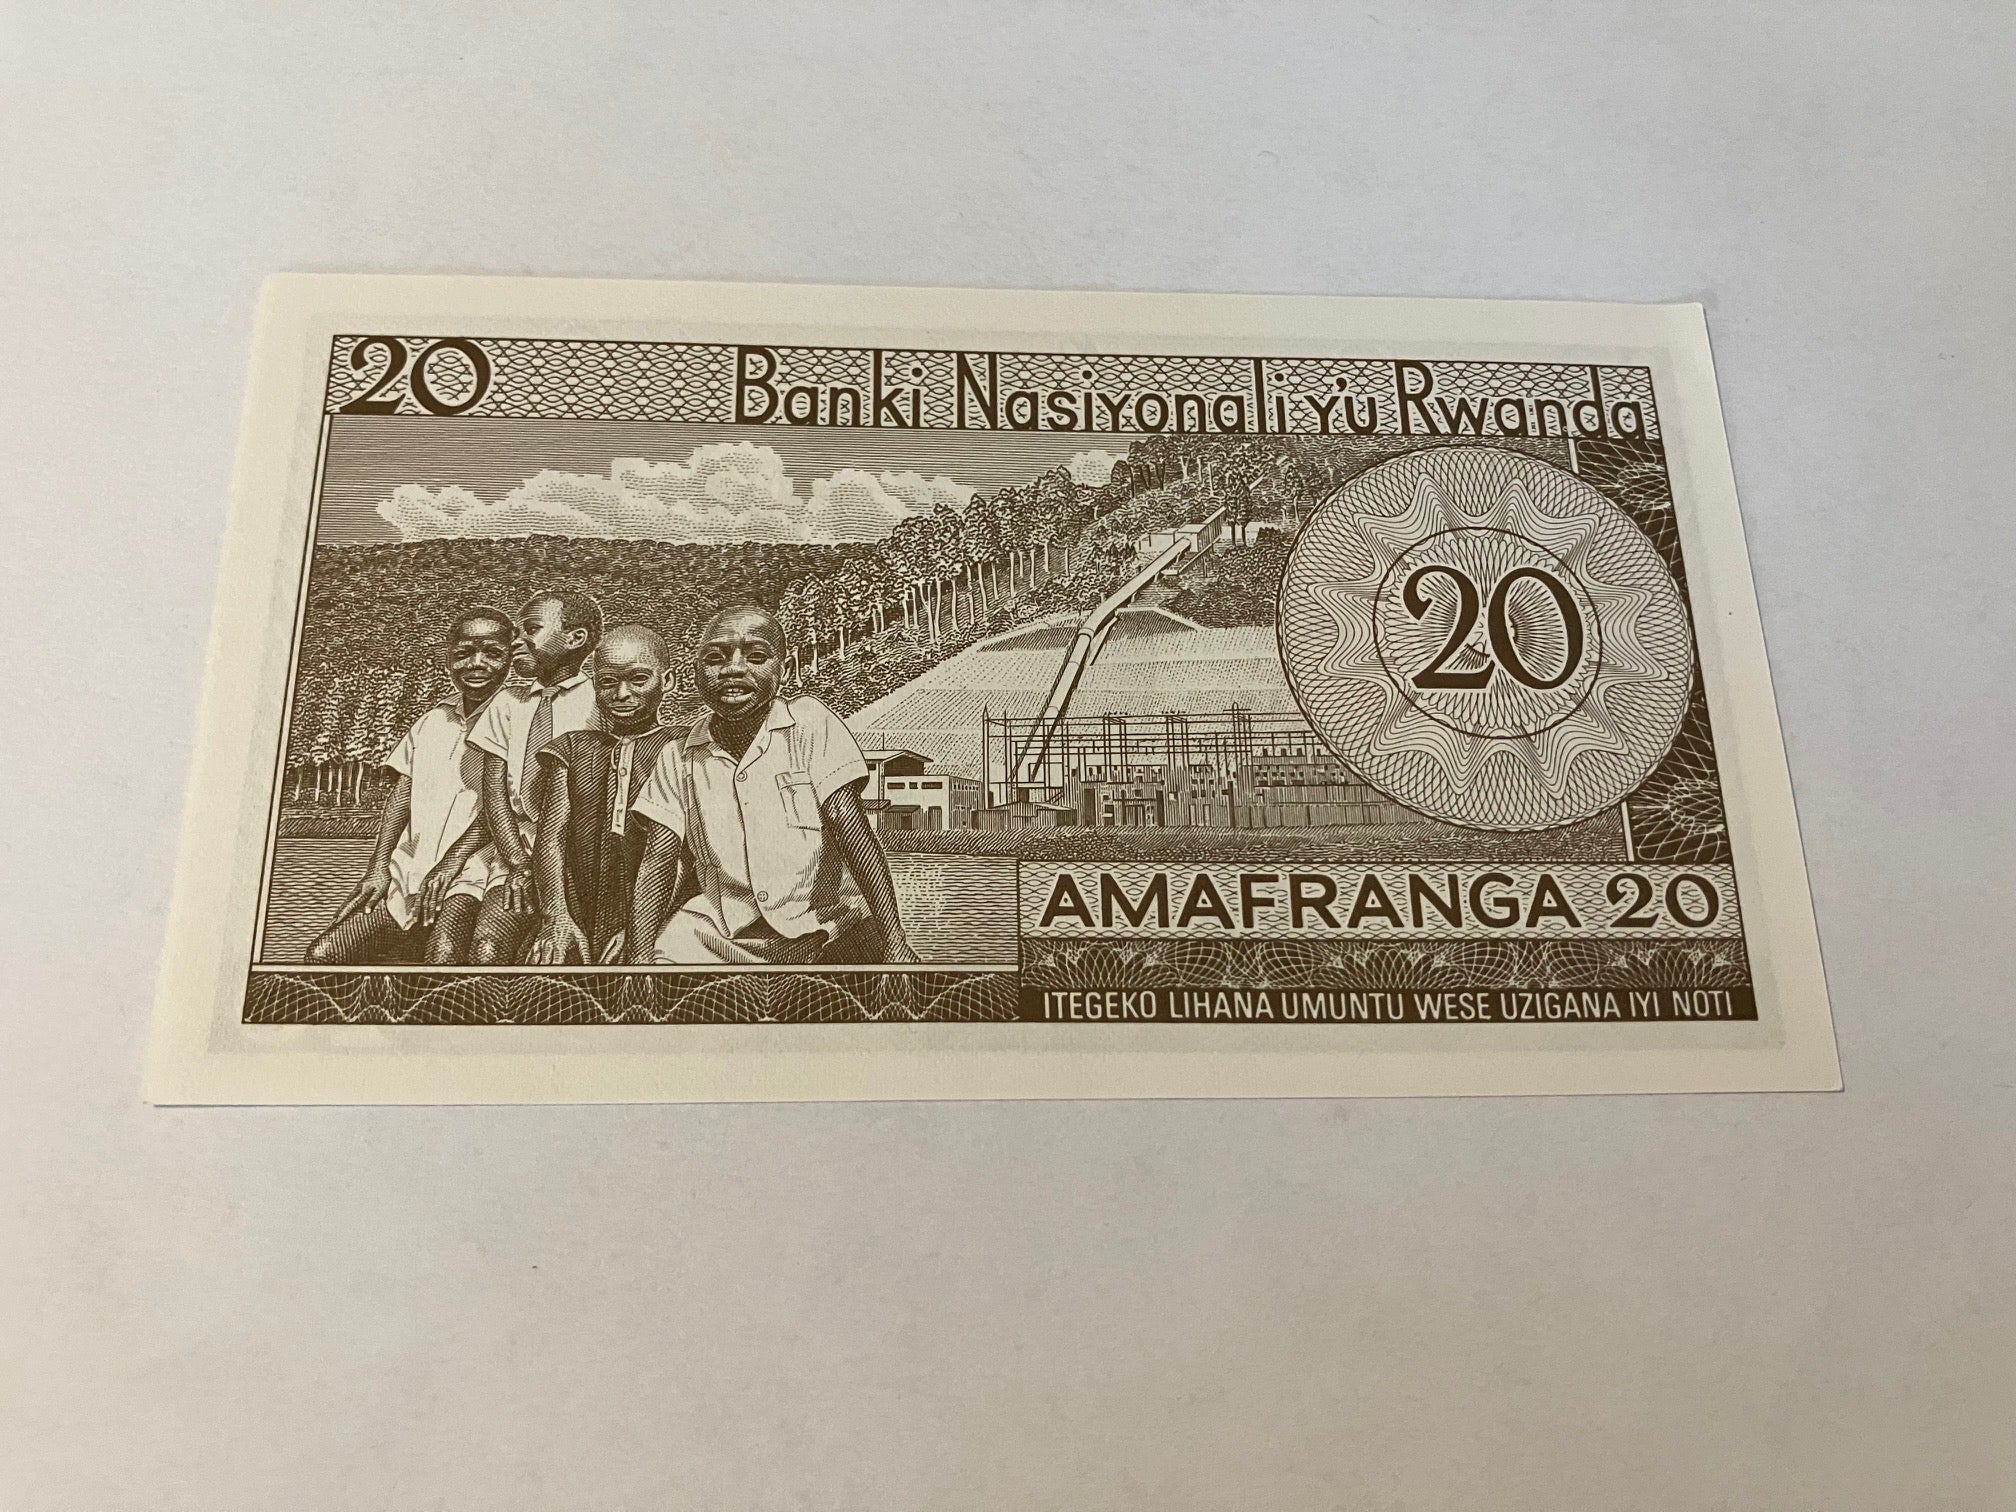 20 Banki Nasiyonali y'u Rwanda
20
AMAFRANGA 20
ITEGEKO LIHANA UMUNTU WESE UZIGANA IYI NOTI